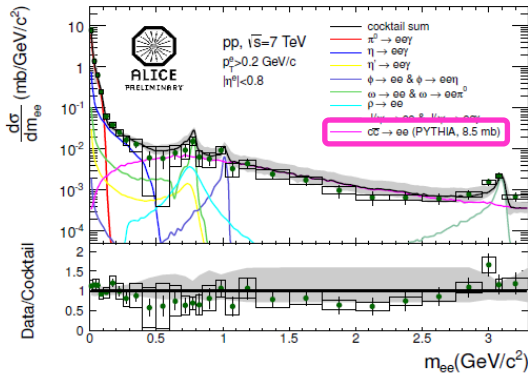 pp, √s=7 TeV
p_T^e>0.2 GeV/c
|η^e|<0.8
ALICE
PRELIMINARY
cocktail sum
π⁰ → eeγ
η → eeγ
η' → eeγ
ϕ → ee & ϕ → eeη
ω → ee & ω → eeπ⁰
ρ → ee
cc̄ → ee (PYTHIA, 8.5 mb)
dσ/dm_ee (mb/GeV/c²)
10
1
10⁻¹
10⁻²
10⁻³
10⁻⁴
Data/Cocktail
2
1.5
1
0.5
0
0 0.5 1 1.5 2 2.5 3
m_ee(GeV/c²)